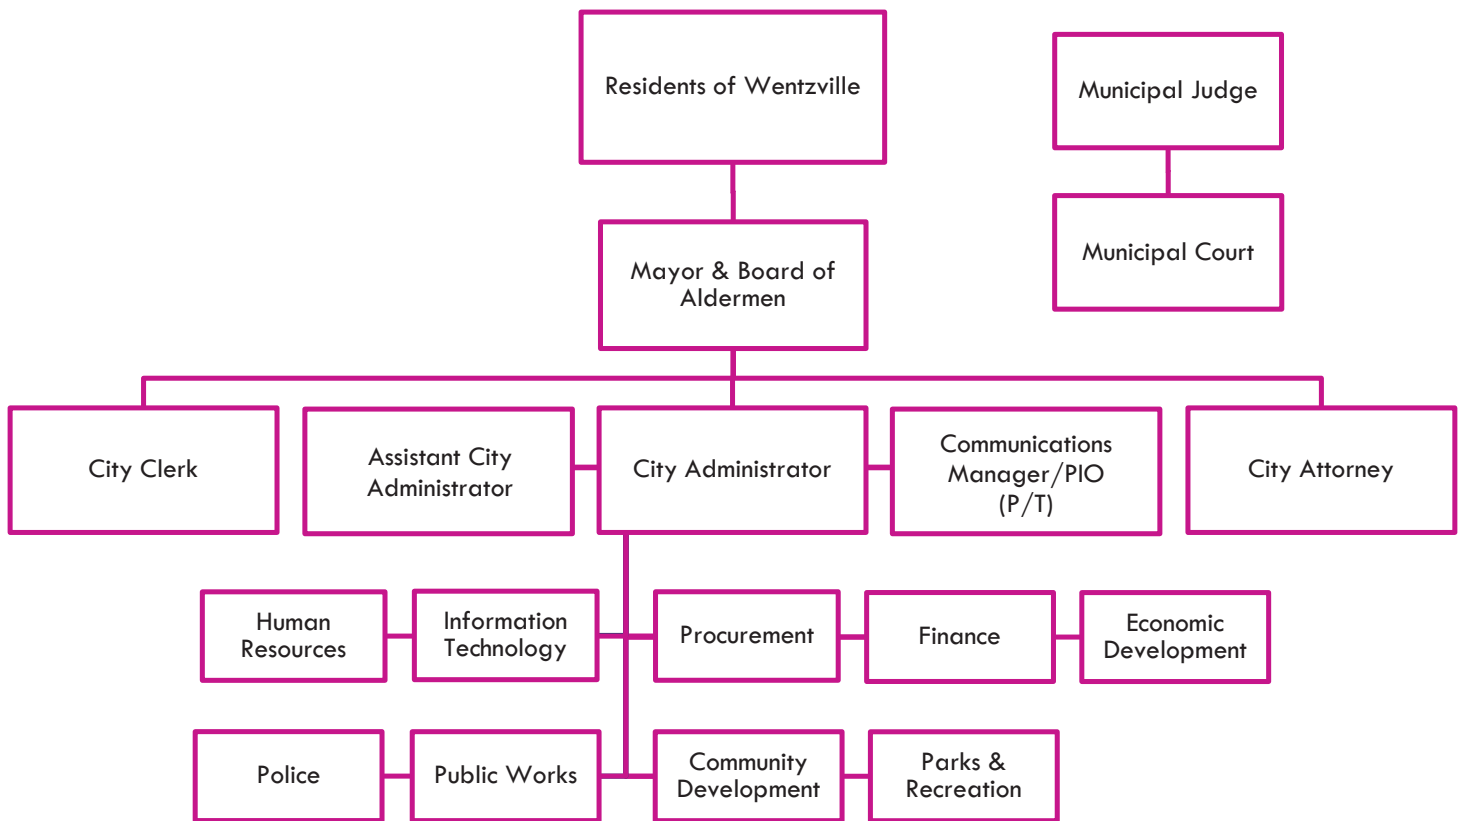 Residents of Wentzville
Municipal Judge
Municipal Court
Mayor & Board of
Aldermen
City Clerk
Assistant City
Administrator
City Administrator
Communications
Manager/PIO
(P/T)
City Attorney
Human
Resources
Information
Technology
Procurement
Finance
Economic
Development
Police
Public Works
Community
Development
Parks &
Recreation